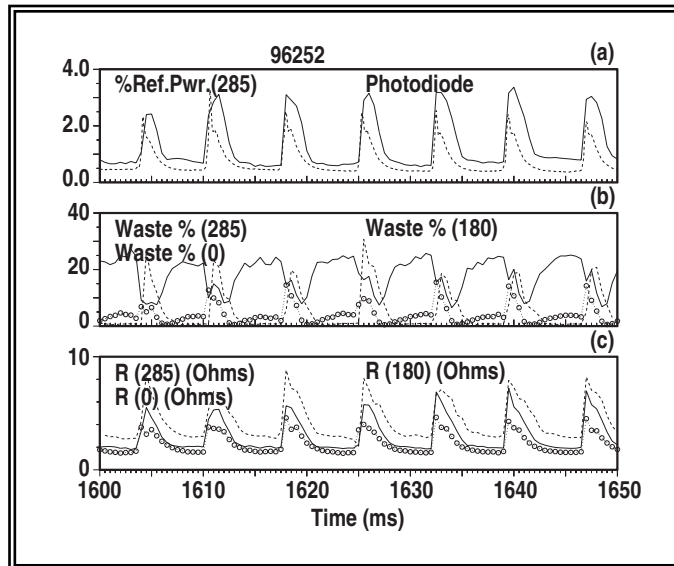 96252
(a)
4.0
%Ref.Pwr.(285) Photodiode
2.0
0.0
(b)
40
Waste % (285) Waste % (180)
Waste % (0)
20
0
(c)
10
R (285) (Ohms) R (180) (Ohms)
R (0) (Ohms)
5
0
1600 1610 1620 1630 1640 1650
Time (ms)